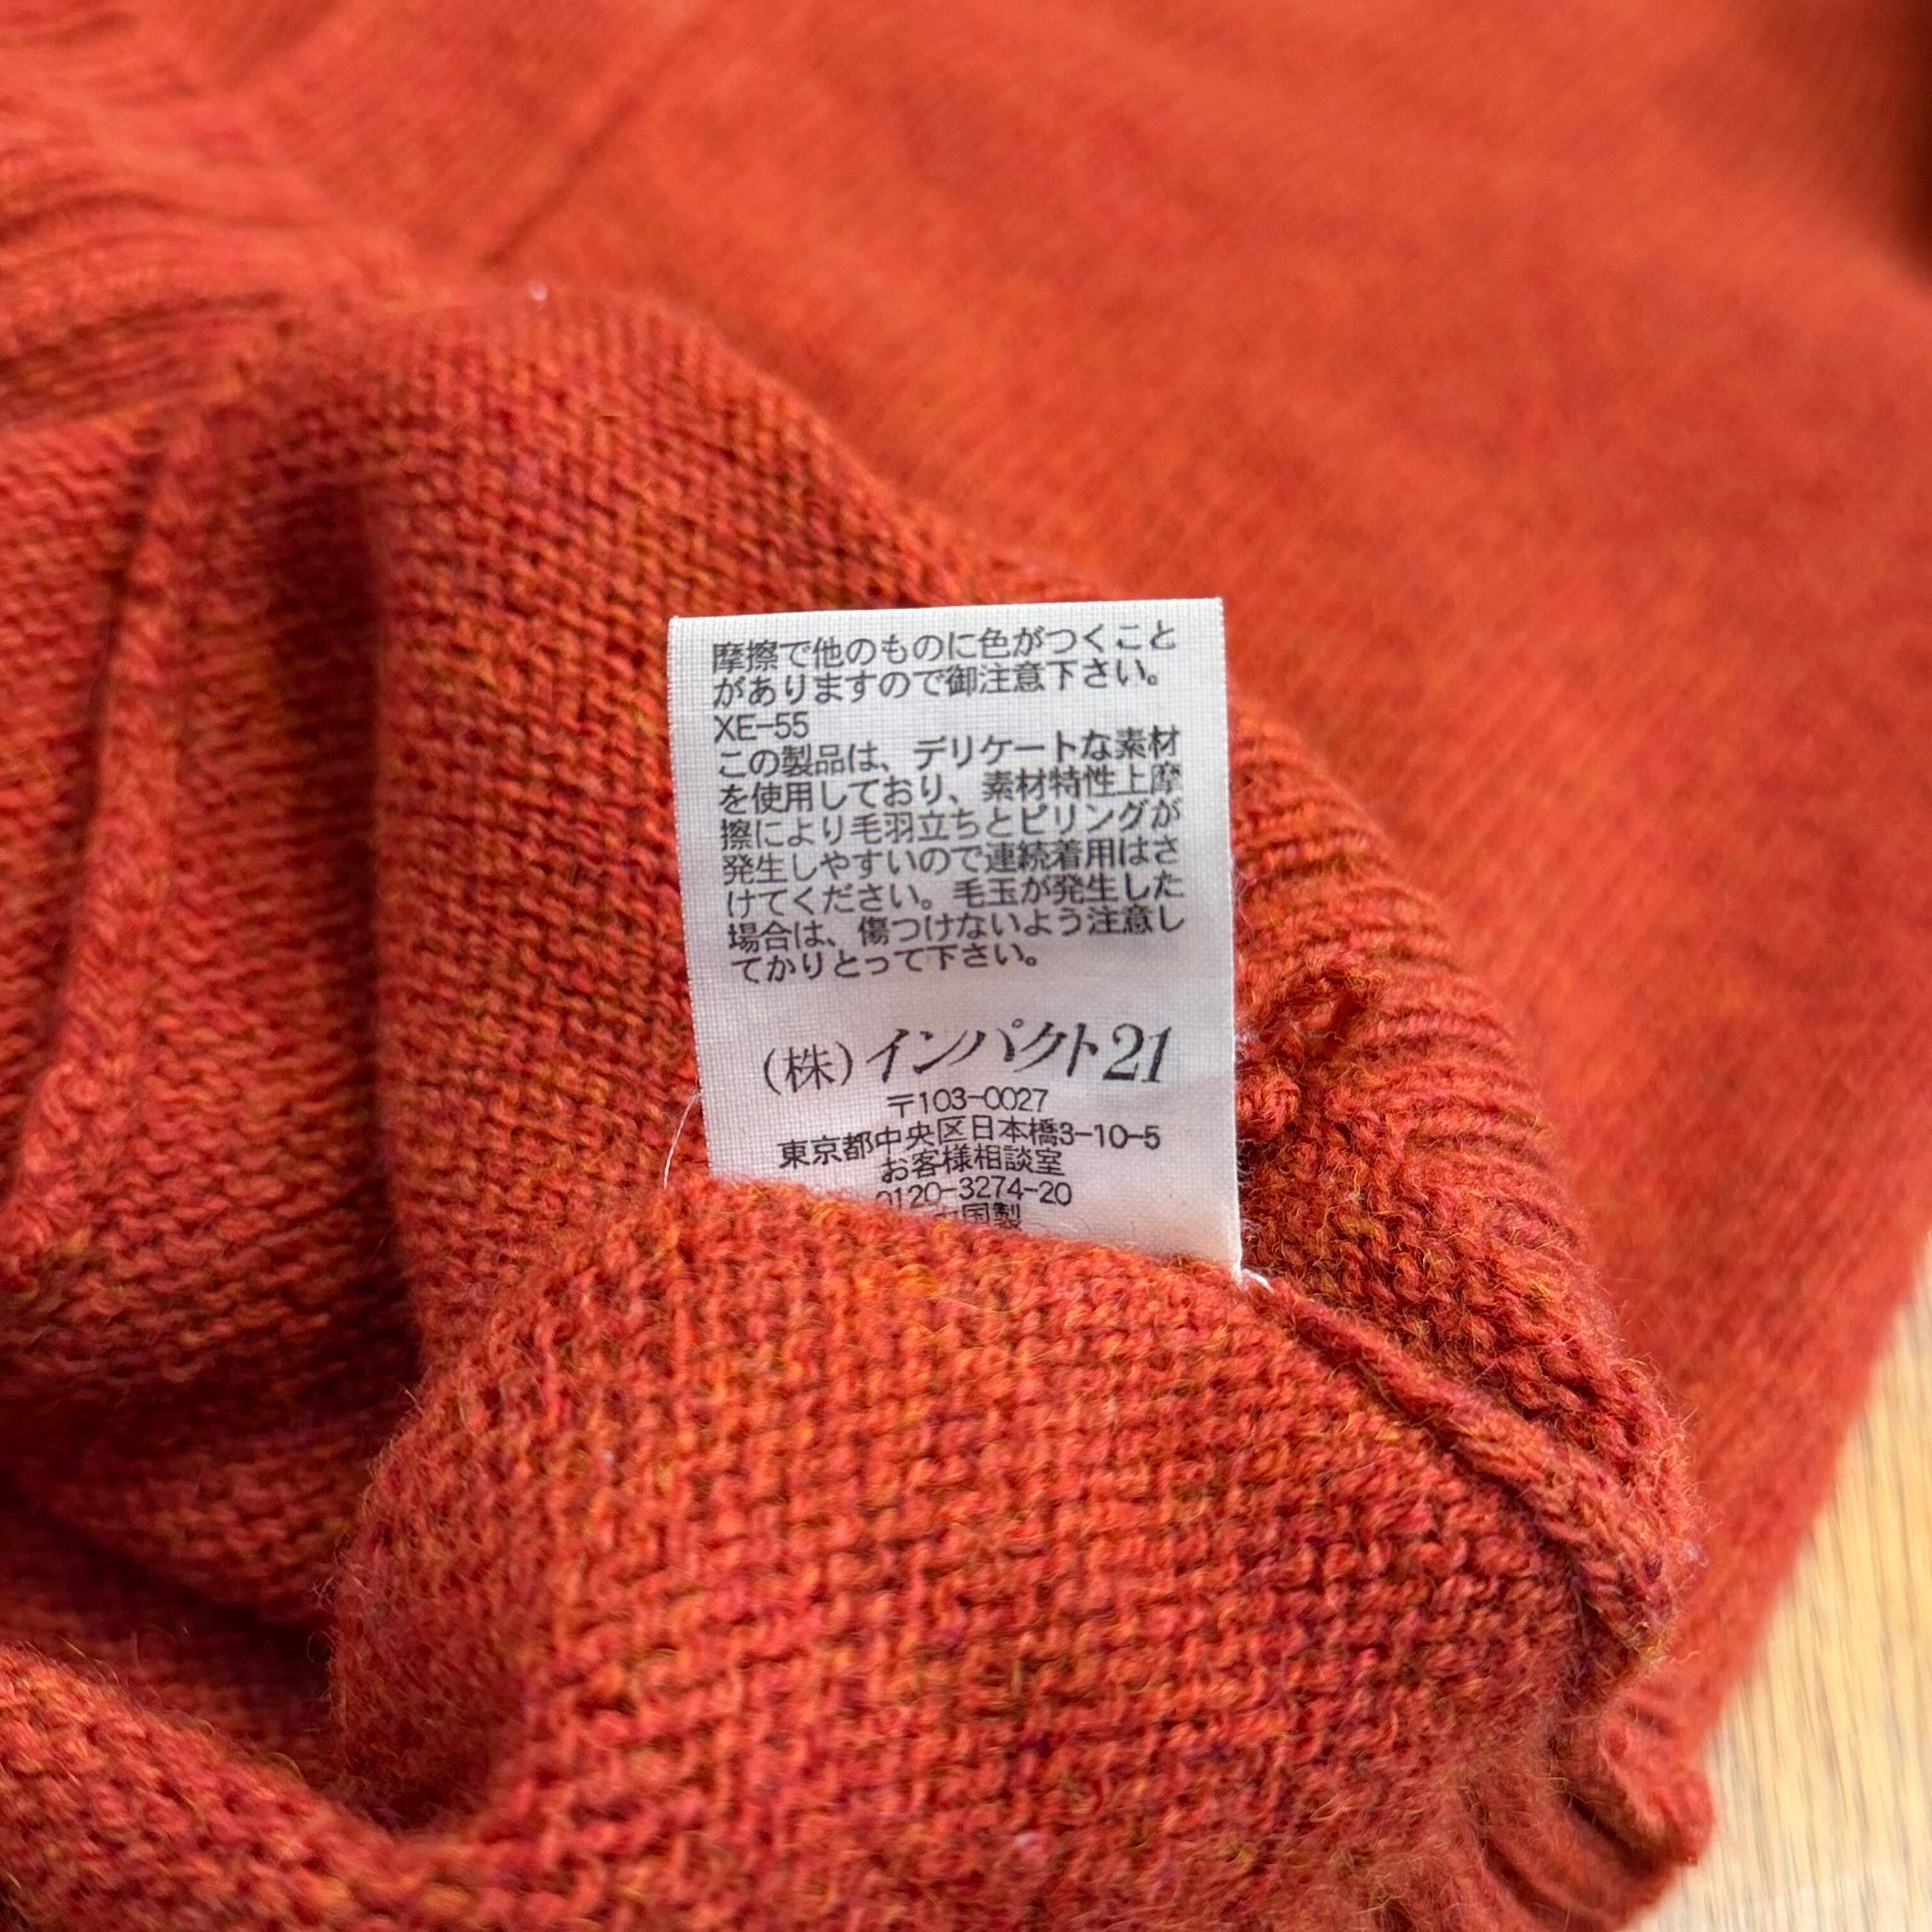 摩擦で他のものに色がつくこと
がありますので御注意下さい。
XE-55
この製品は、デリケートな素材
を使用しており、素材特性上摩
擦により毛羽立ちとピリングが
発生しやすいので連続着用はさ
けてください。毛玉が発生した
場合は、傷つけないよう注意し
てかりとって下さい。
(株)インパクト21
〒103-0027
東京都中央区日本橋3-10-5
お客様相談室
0120-3274-20
中国製